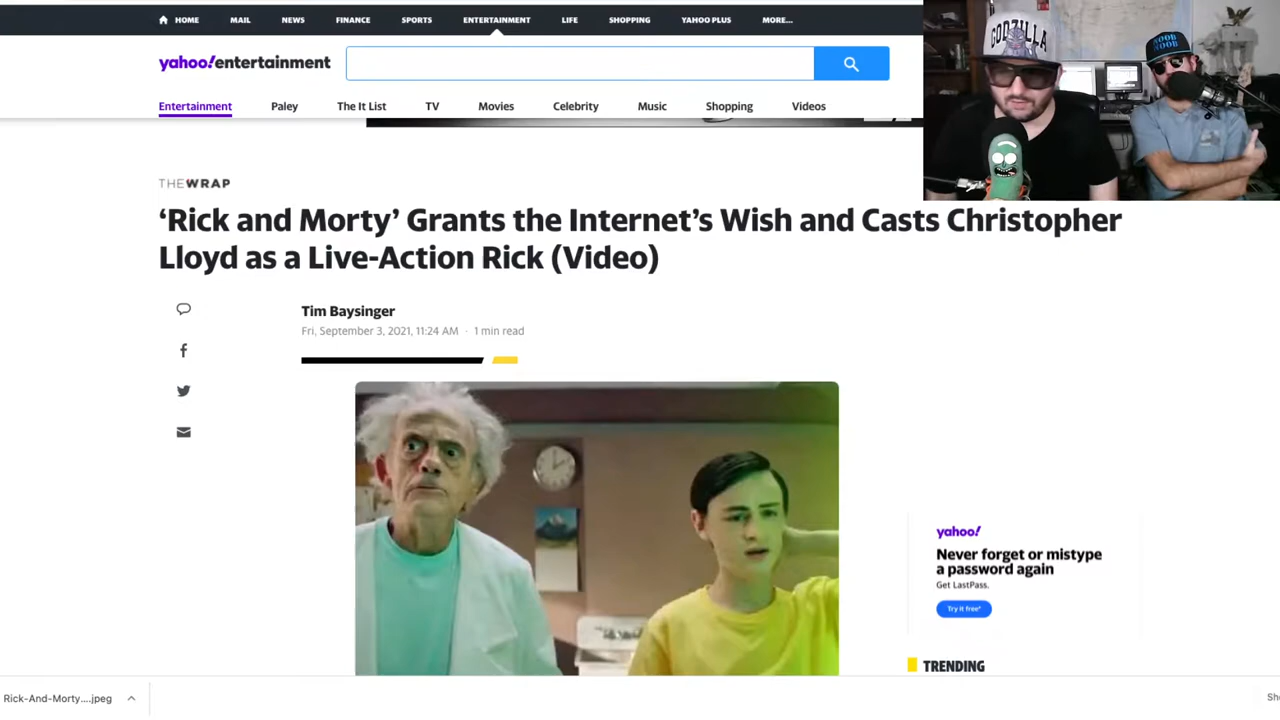 HOME MAIL NEWS FINANCE SPORTS ENTERTAINMENT LIFE SHOPPING YAHOO PLUS MORE...
yahoo!entertainment
Entertainment Paley The It List TV Movies Celebrity Music Shopping Videos
GODZILLA
NOOB
NOOB
THEWRAP
‘Rick and Morty’ Grants the Internet’s Wish and Casts Christopher
Lloyd as a Live-Action Rick (Video)
Tim Baysinger
Fri, September 3, 2021, 11:24 AM · 1 min read
yahoo!
Never forget or mistype
a password again
Get LastPass.
Try it free*
TRENDING
Rick-And-Morty....jpeg
Sh